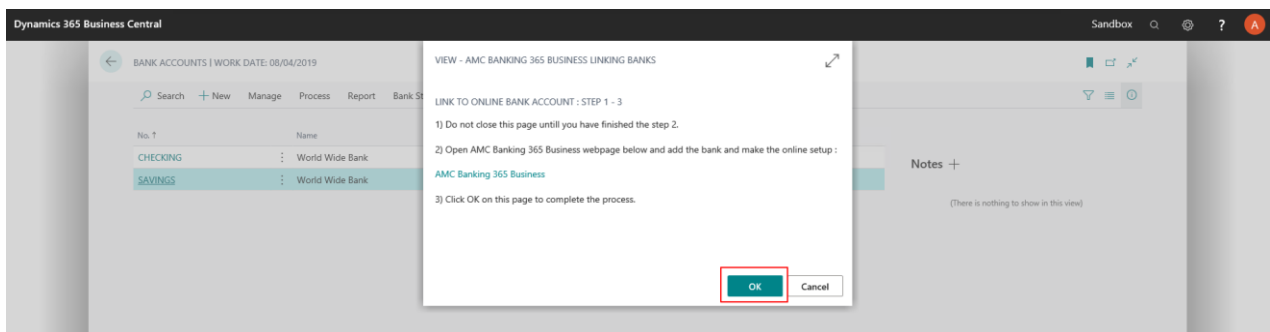 Dynamics 365 Business Central
Sandbox
?
A
BANK ACCOUNTS | WORK DATE: 08/04/2019
Search + New Manage Process Report Bank St
No. ↑ Name
CHECKING World Wide Bank
SAVINGS World Wide Bank
VIEW - AMC BANKING 365 BUSINESS LINKING BANKS
LINK TO ONLINE BANK ACCOUNT : STEP 1 - 3
1) Do not close this page untill you have finished the step 2.
2) Open AMC Banking 365 Business webpage below and add the bank and make the online setup :
AMC Banking 365 Business
3) Click OK on this page to complete the process.
OK Cancel
Notes +
(There is nothing to show in this view)